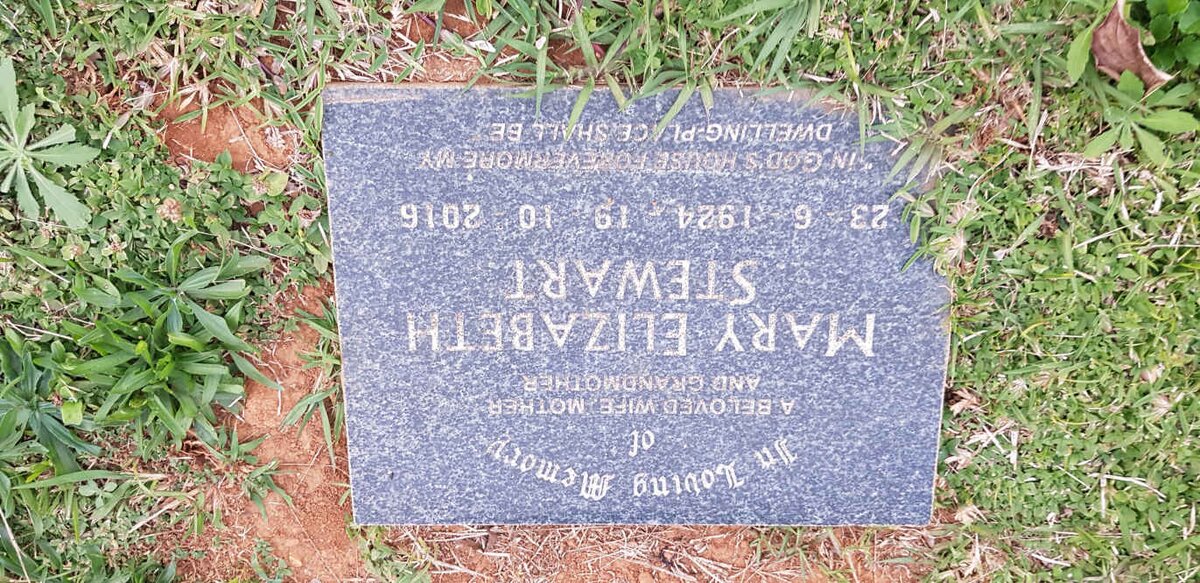 In Loving Memory
of
A BELOVED WIFE, MOTHER
AND GRANDMOTHER
MARY ELIZABETH
STEWART
23 - 6 - 1924 - 19 - 10 - 2016
"IN GOD'S HOUSE FOREVERMORE MY
DWELLING-PLACE SHALL BE"